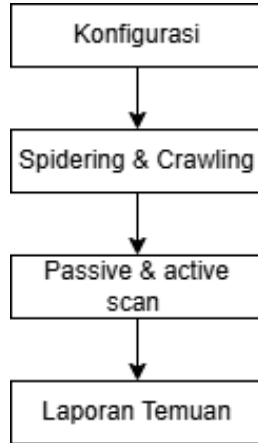 Konfigurasi
Spidering & Crawling
Passive & active
scan
Laporan Temuan